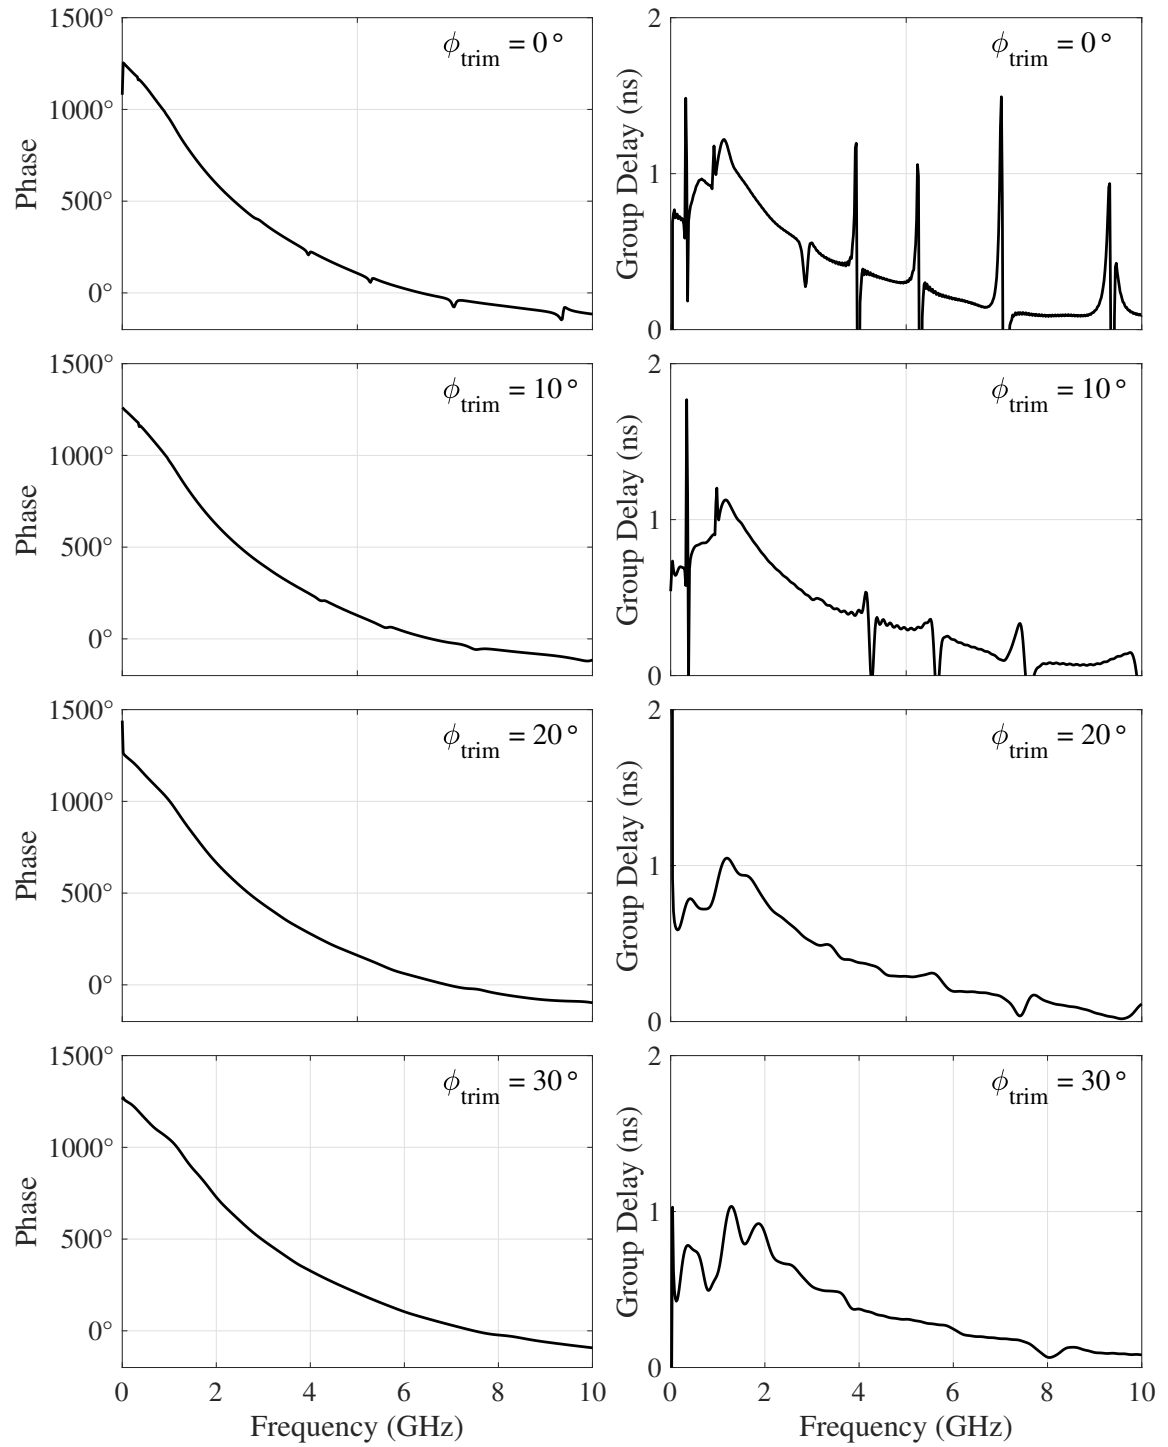 1500°
1000°
500°
0°
Phase
ϕtrim = 0°
2
1
0
Group Delay (ns)
0
5
10
ϕtrim = 0°
1500°
1000°
500°
0°
Phase
ϕtrim = 10°
2
1
0
Group Delay (ns)
ϕtrim = 10°
1500°
1000°
500°
0°
Phase
ϕtrim = 20°
2
1
0
Group Delay (ns)
ϕtrim = 20°
1500°
1000°
500°
0°
Phase
ϕtrim = 30°
0 2 4 6 8 10
Frequency (GHz)
2
1
0
Group Delay (ns)
ϕtrim = 30°
0 2 4 6 8 10
Frequency (GHz)